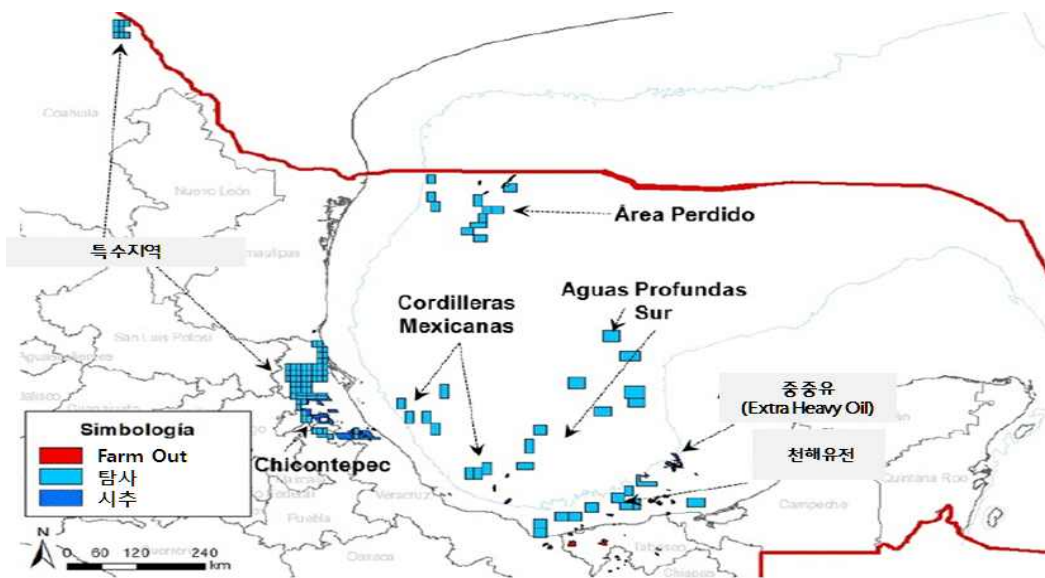 Coahuila
Nuevo León
특수지역
maulipas
Área Perdido
Cordilleras
Mexicanas
Aguas Profundas
Sur
San Luis Potosí
중중유
(Extra Heavy Oil)
천해유전
Simbología
Farm Out
탐사
시추
Chicontepec
Veracruz
Puebla
Oaxaca
Tabasco
Chiapas
Campeche
Quintana Roo
N
0 60 120 240
km